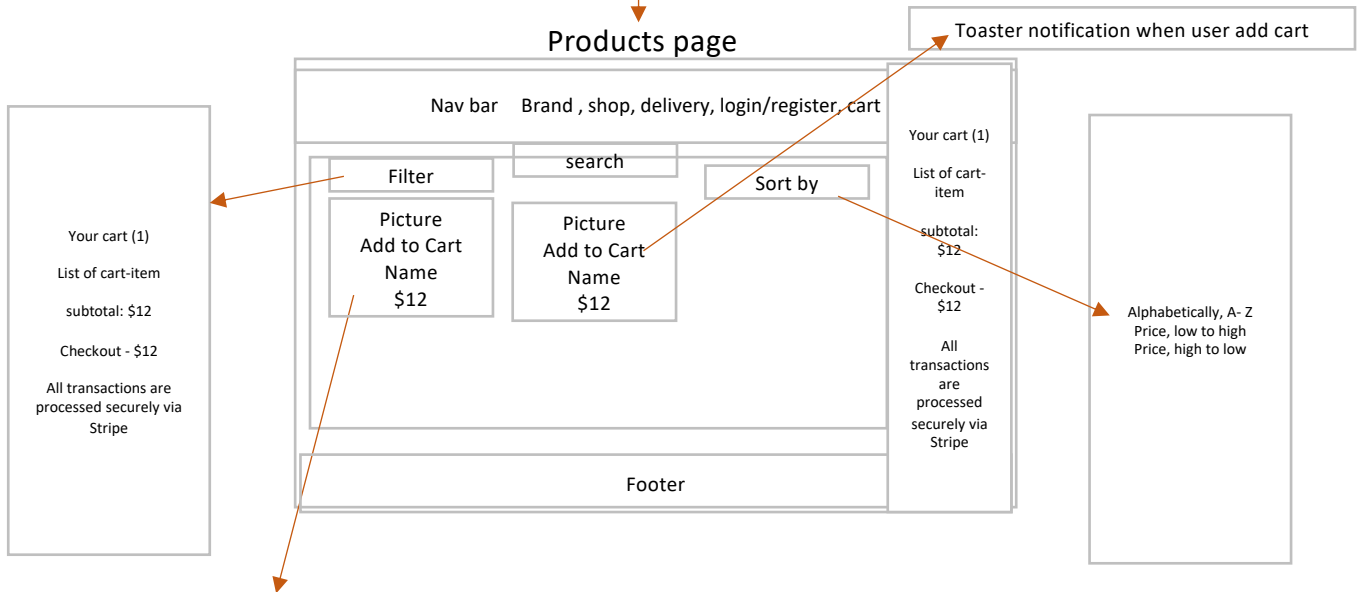 Products page
Toaster notification when user add cart
Nav bar Brand , shop, delivery, login/register, cart
Your cart (1)
List of cart-item
subtotal: $12
Checkout - $12
All transactions are
processed securely via
Stripe
Filter
search
Sort by
Picture
Add to Cart
Name
$12
Picture
Add to Cart
Name
$12
Footer
Your cart (1)
List of cart-
item
subtotal:
$12
Checkout -
$12
All
transactions
are
processed
securely via
Stripe
Alphabetically, A- Z
Price, low to high
Price, high to low